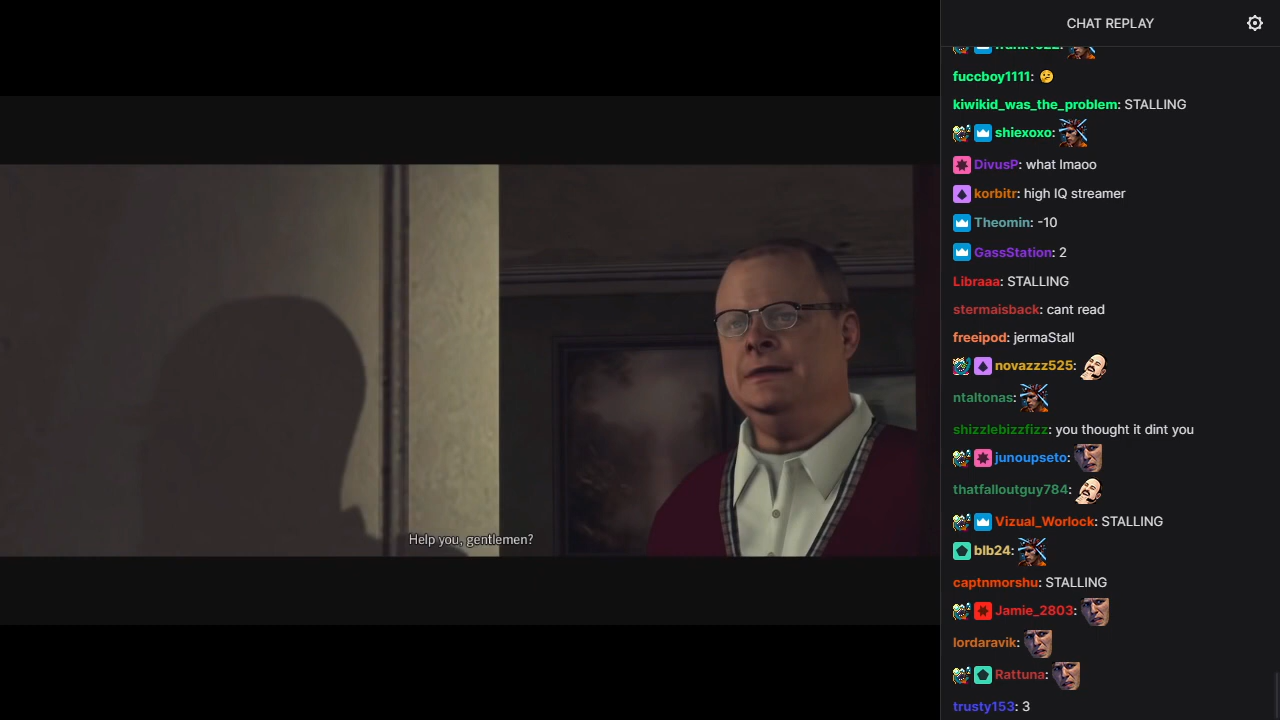 CHAT REPLAY
fuccboy1111:
kiwikid_was_the_problem: STALLING
shiexoxo:
DivusP: what lmaoo
korbitr: high IQ streamer
Theomin: -10
GassStation: 2
Libraaa: STALLING
stermaisback: cant read
freeipod: jermaStall
novazzz525:
ntaltonas:
shizzlebizzfizz: you thought it dint you
junoupseto:
thatfalloutguy784:
Vizual_Worlock: STALLING
blb24:
captnmorshu: STALLING
Jamie_2803:
lordaravik:
Rattuna:
trusty153: 3
Help you, gentlemen?